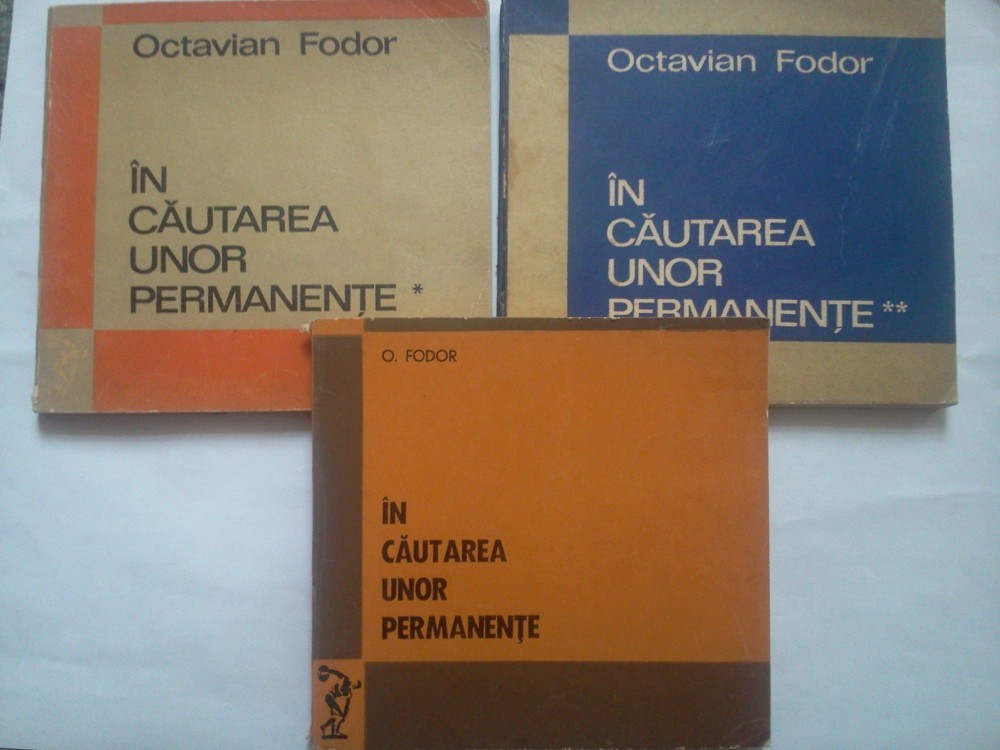 Octavian Fodor
ÎN
CĂUTAREA
UNOR
PERMANENȚE *
Octavian Fodor
ÎN
CĂUTAREA
UNOR
PERMANENȚE **
O. FODOR
ÎN
CĂUTAREA
UNOR
PERMANENȚE